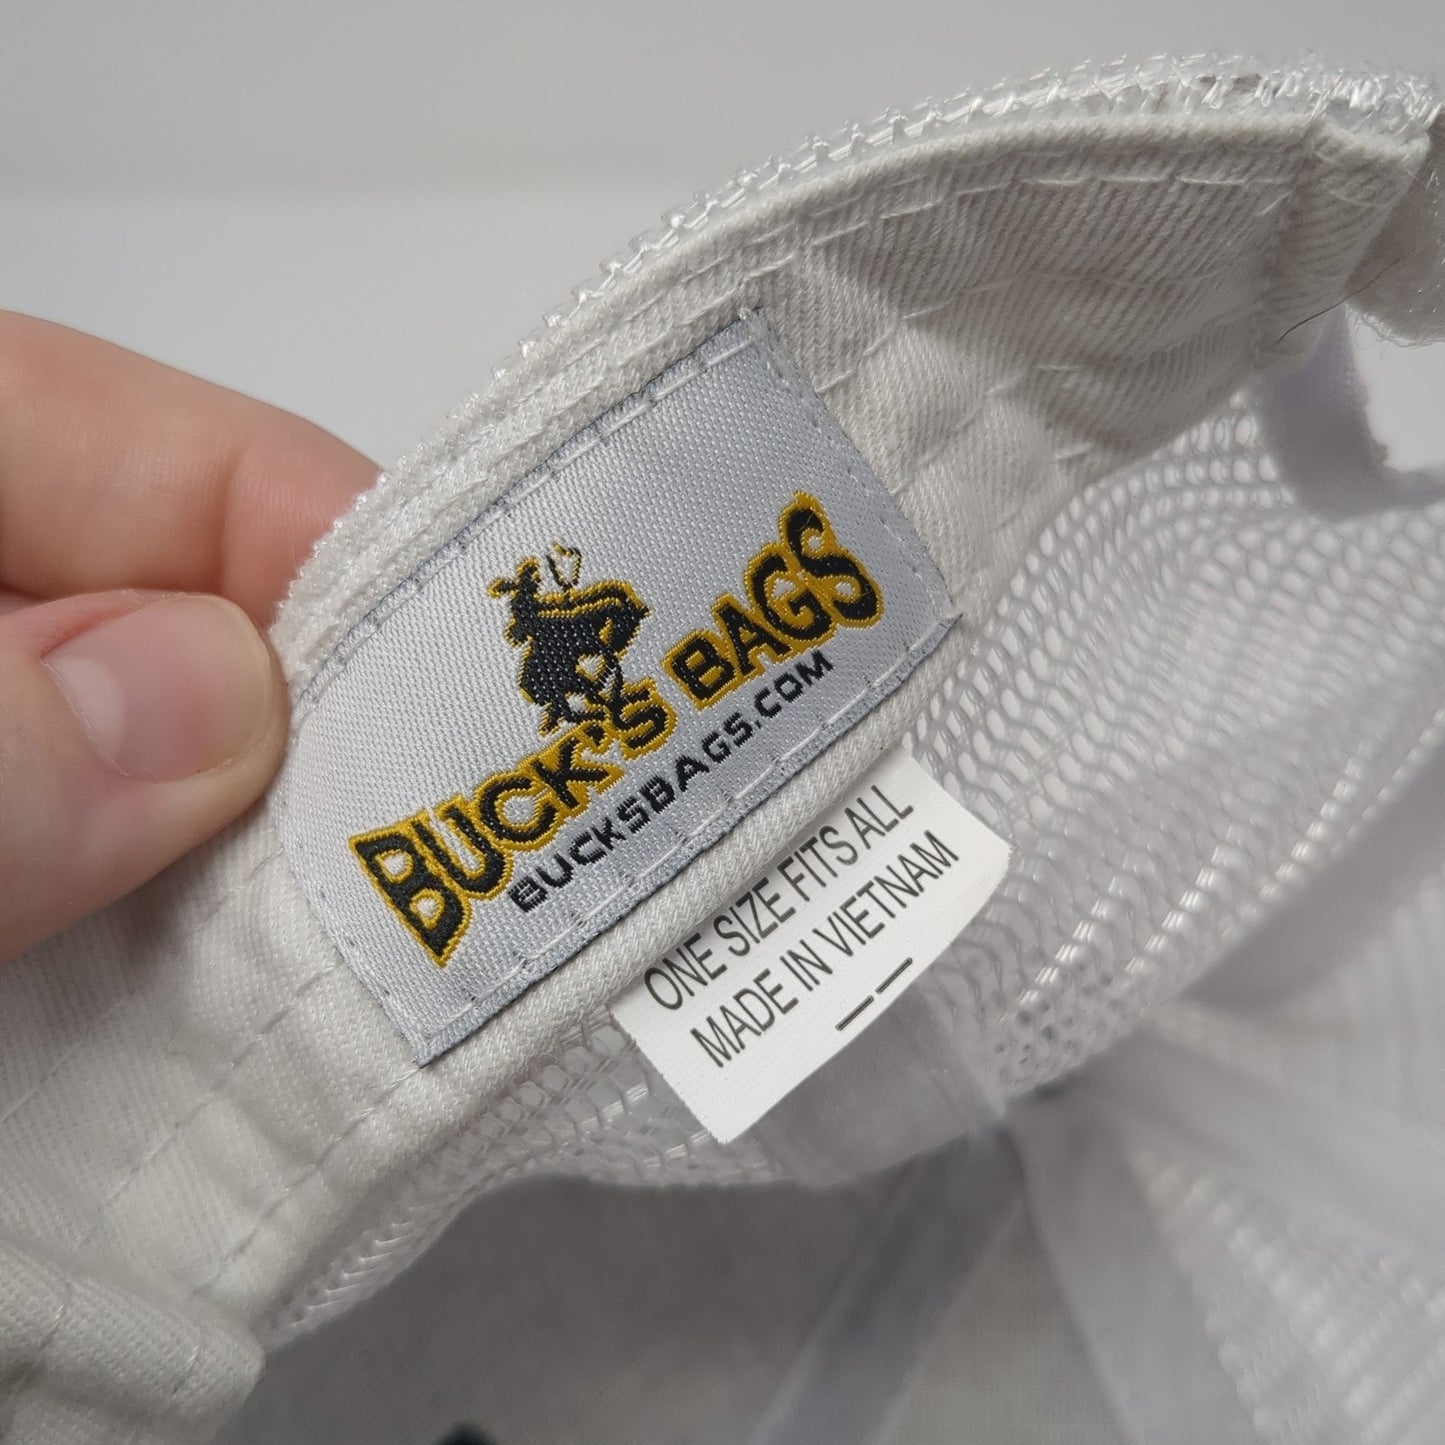 BUCK'S BAGS
BUCKSBAGS.COM
ONE SIZE FITS ALL
MADE IN VIETNAM